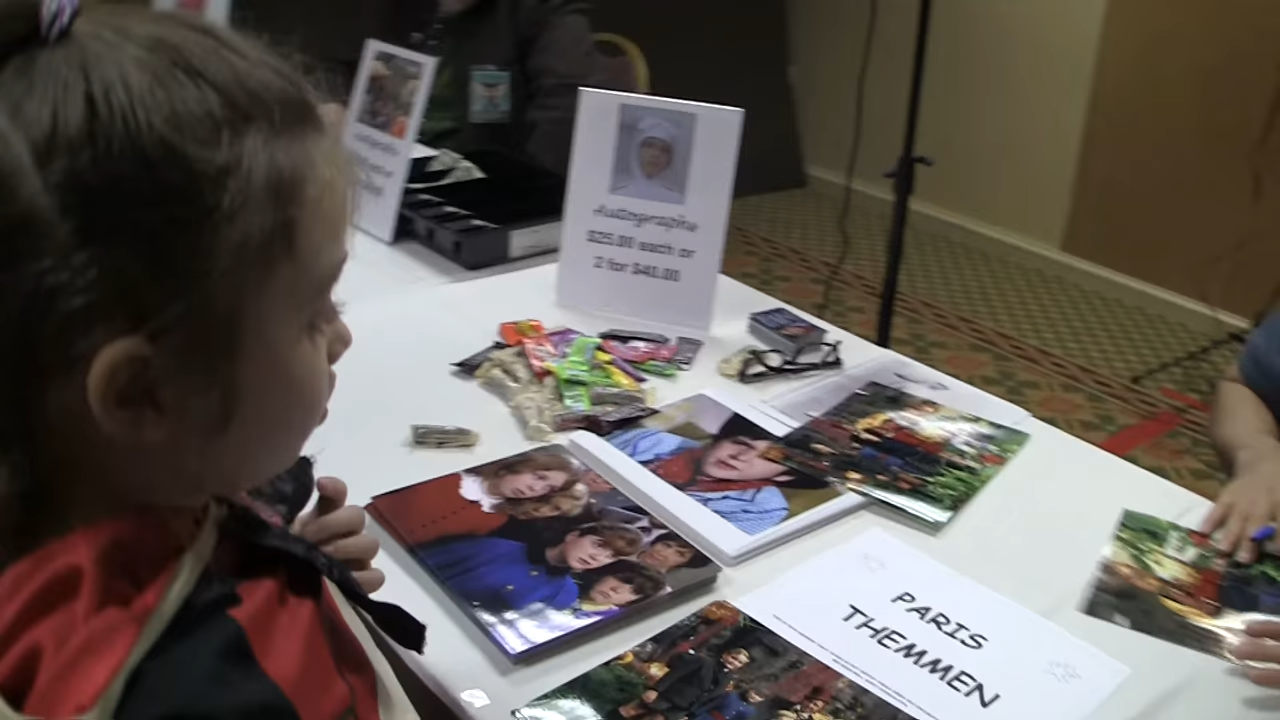 Autographs
$25.00 each or
2 for $40.00
PARIS
THEMMEN